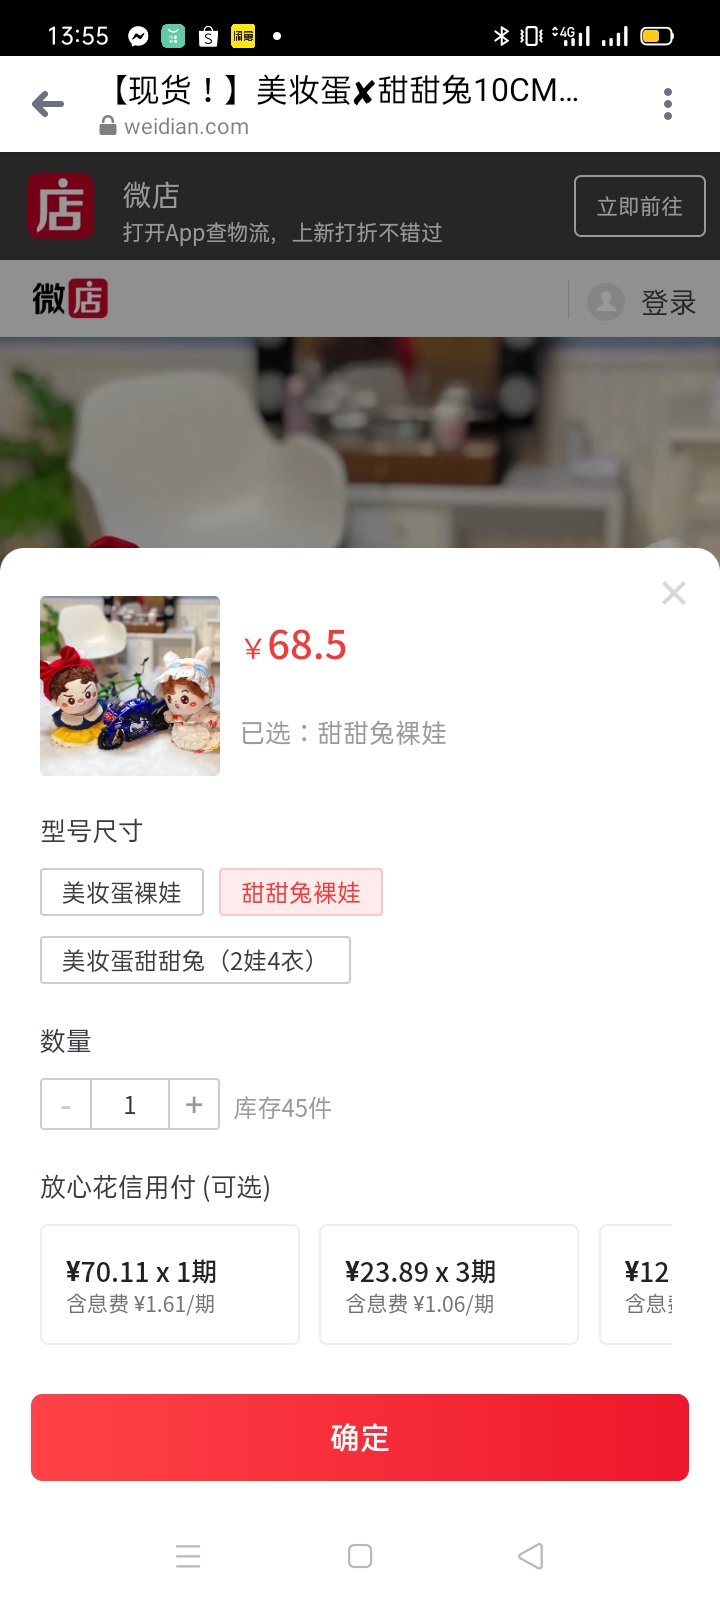 13:55
4G
【现货！】美妆蛋✘甜甜兔10CM...
weidian.com
店
微店
打开App查物流，上新打折不错过
立即前往
微店
登录
¥68.5
已选：甜甜兔裸娃
型号尺寸
美妆蛋裸娃
甜甜兔裸娃
美妆蛋甜甜兔（2娃4衣）
数量
- 1 + 库存45件
放心花信用付 (可选)
¥70.11 x 1期
含息费 ¥1.61/期
¥23.89 x 3期
含息费 ¥1.06/期
¥12
含息
确定